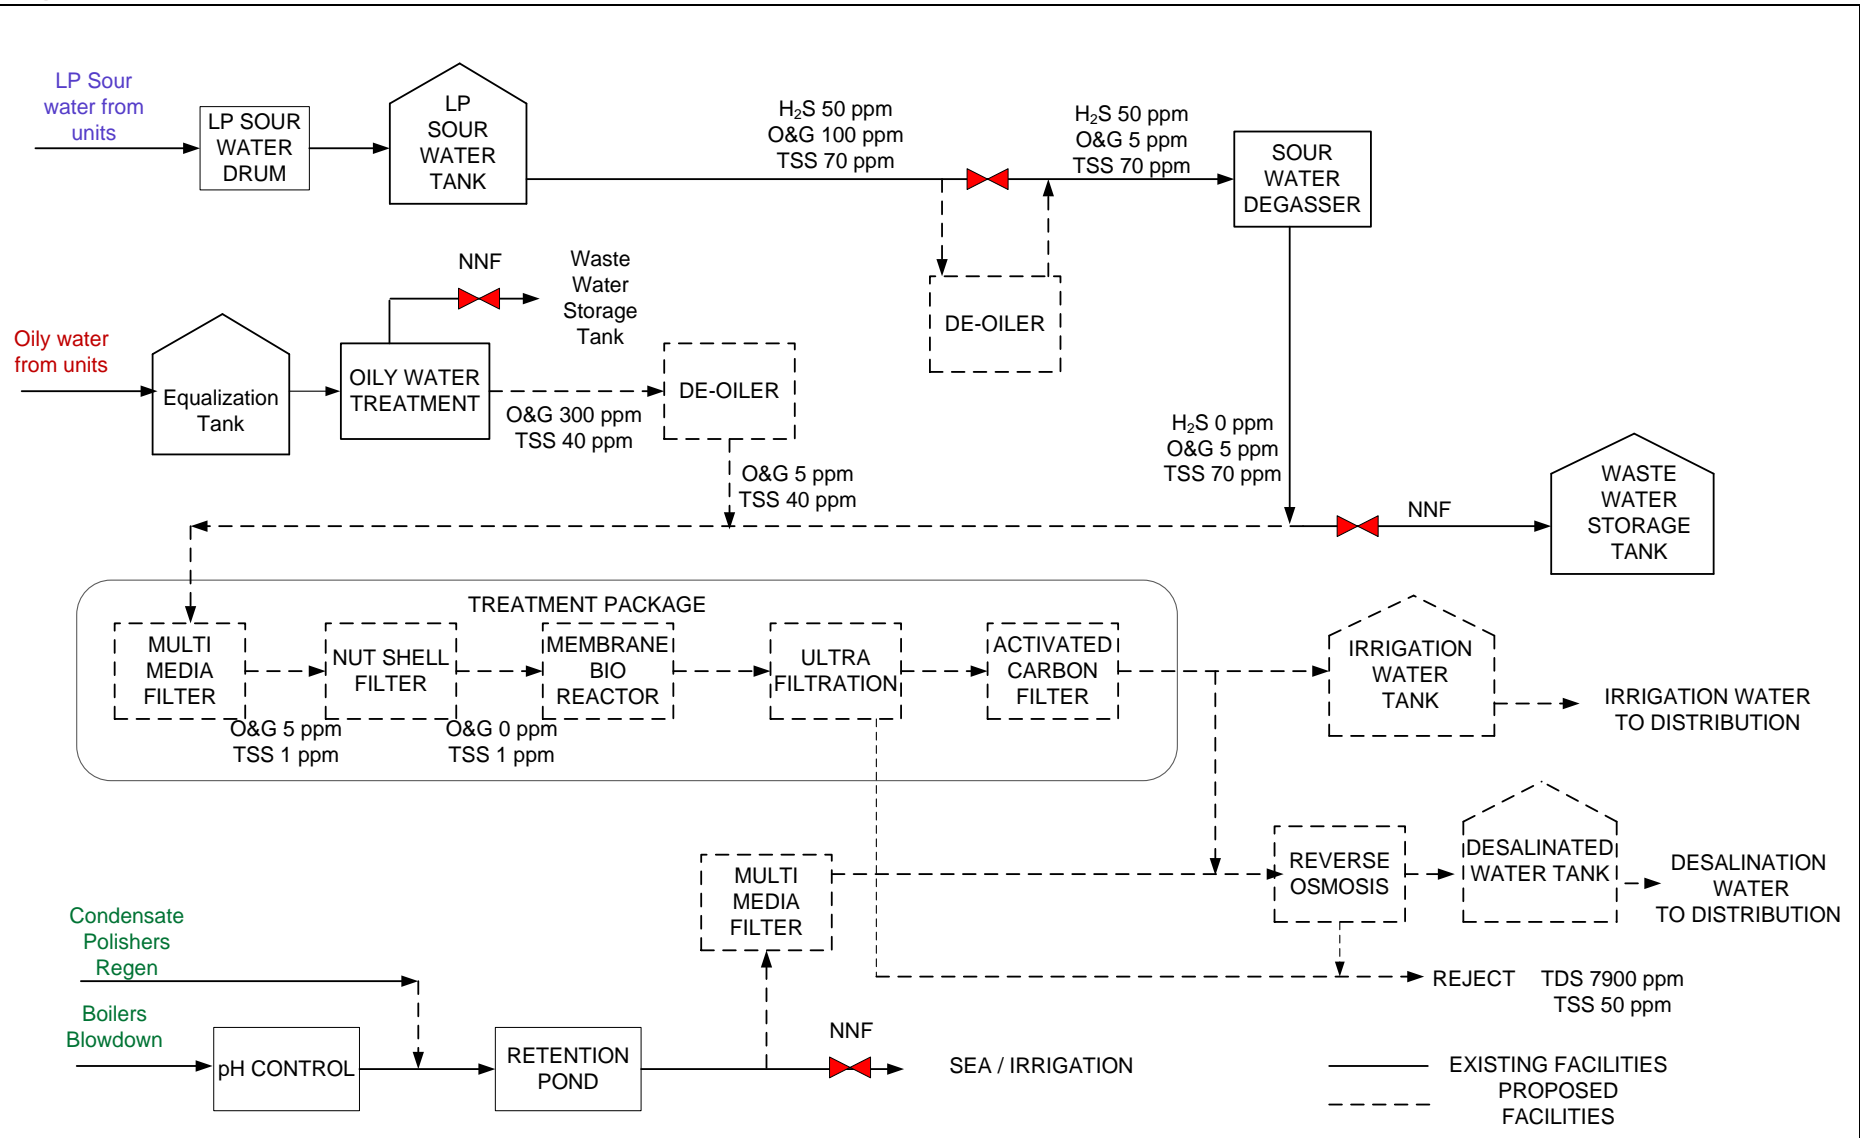 LP Sour
water from
units
LP SOUR
WATER
DRUM
LP
SOUR
WATER
TANK
H₂S 50 ppm
O&G 100 ppm
TSS 70 ppm
H₂S 50 ppm
O&G 5 ppm
TSS 70 ppm
SOUR
WATER
DEGASSER
NNF
Waste
Water
Storage
Tank
DE-OILER
Oily water
from units
Equalization
Tank
OILY WATER
TREATMENT
O&G 300 ppm
TSS 40 ppm
DE-OILER
O&G 5 ppm
TSS 40 ppm
H₂S 0 ppm
O&G 5 ppm
TSS 70 ppm
NNF
WASTE
WATER
STORAGE
TANK
TREATMENT PACKAGE
MULTI
MEDIA
FILTER
O&G 5 ppm
TSS 1 ppm
NUT SHELL
FILTER
O&G 0 ppm
TSS 1 ppm
MEMBRANE
BIO
REACTOR
ULTRA
FILTRATION
ACTIVATED
CARBON
FILTER
IRRIGATION
WATER
TANK
IRRIGATION WATER
TO DISTRIBUTION
MULTI
MEDIA
FILTER
REVERSE
OSMOSIS
DESALINATED
WATER TANK
DESALINATION
WATER
TO DISTRIBUTION
REJECT
TDS 7900 ppm
TSS 50 ppm
Condensate
Polishers
Regen
Boilers
Blowdown
pH CONTROL
RETENTION
POND
NNF
SEA / IRRIGATION
EXISTING FACILITIES
PROPOSED
FACILITIES